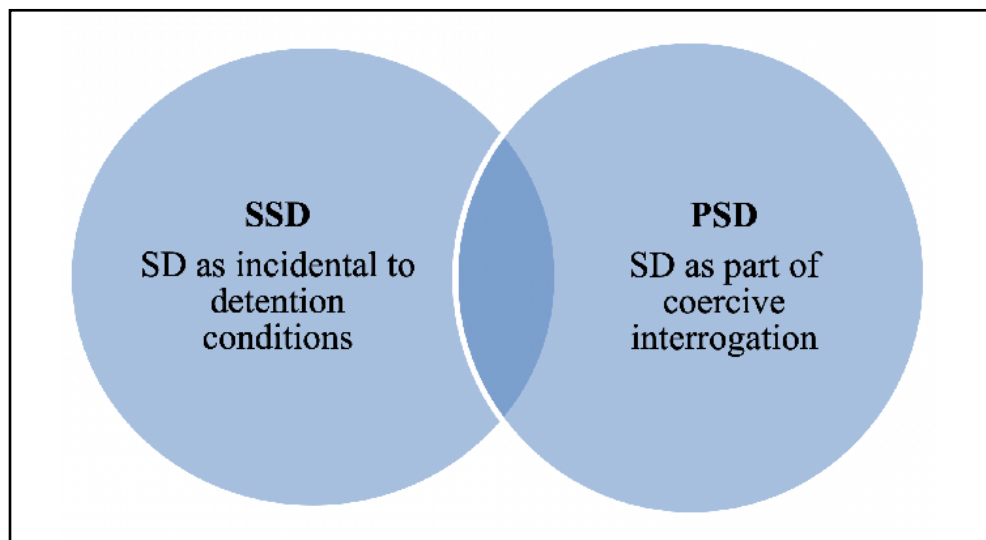 SSD
SD as incidental to
detention
conditions
PSD
SD as part of
coercive
interrogation